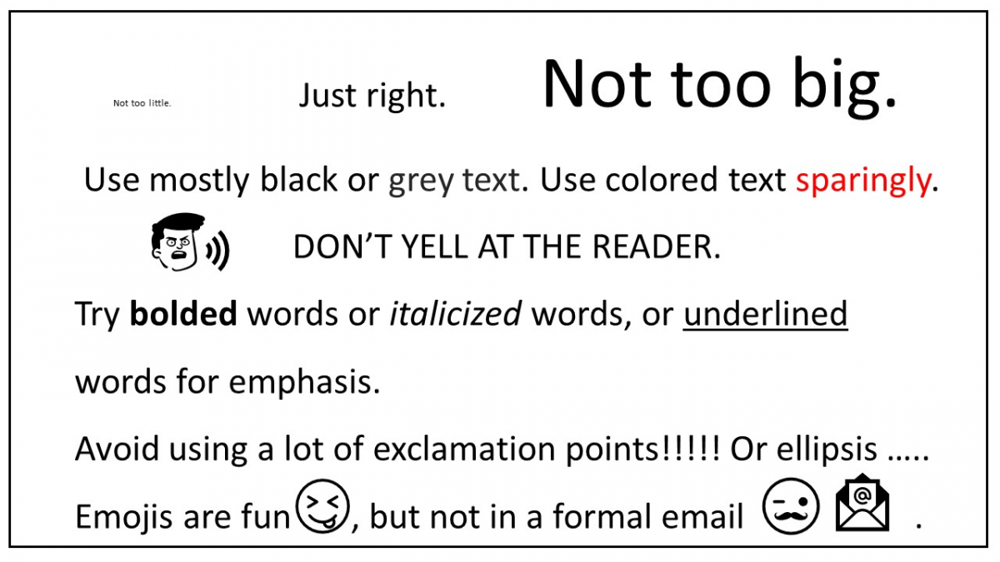 Not too little. Just right. Not too big.
Use mostly black or grey text. Use colored text sparingly.
DON’T YELL AT THE READER.
Try bolded words or italicized words, or underlined
words for emphasis.
Avoid using a lot of exclamation points!!!!! Or ellipsis …..
Emojis are fun , but not in a formal email @ .